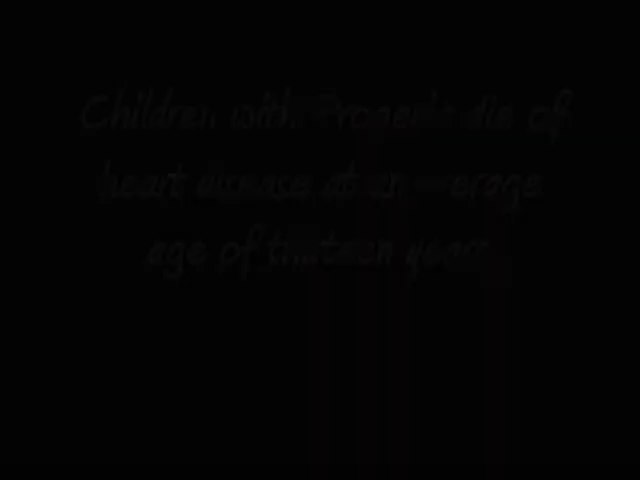 Children with Progeria die of
heart disease at an average
age of thirteen years